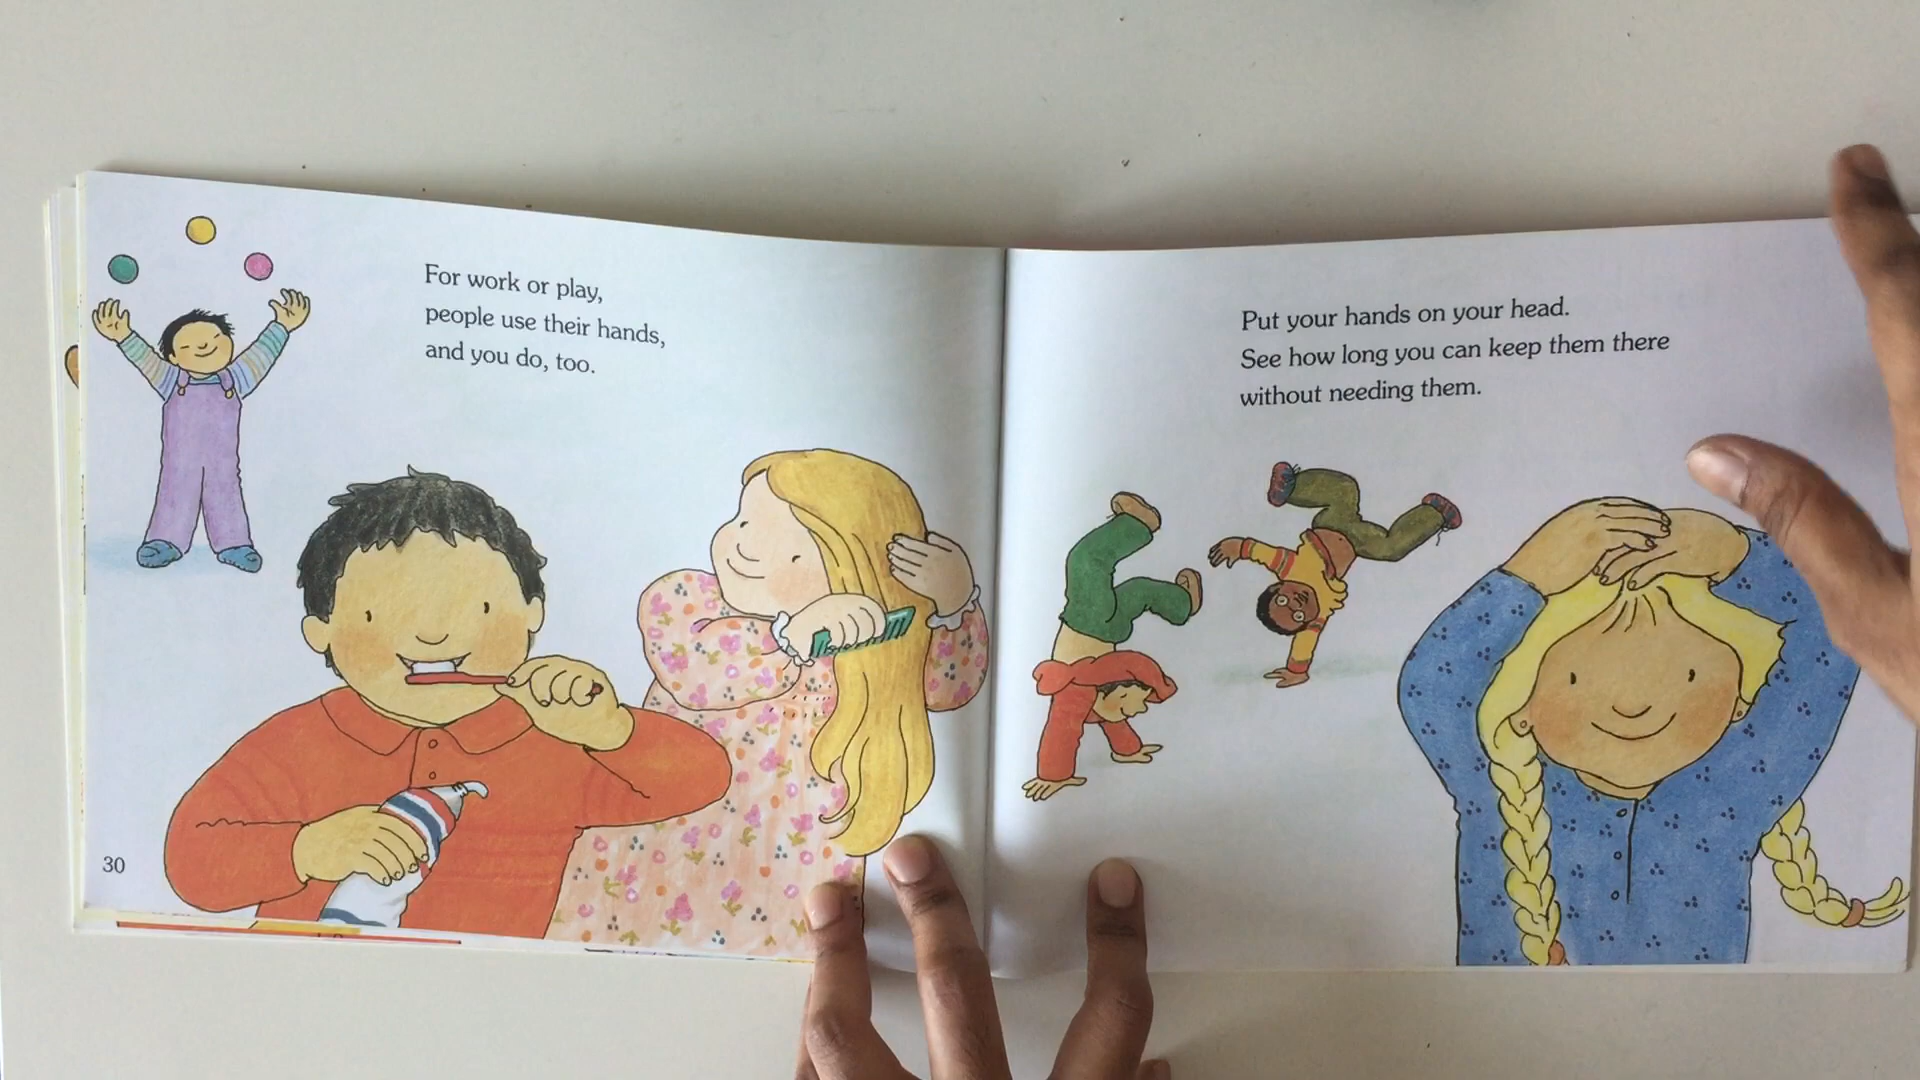 For work or play,
people use their hands,
and you do, too.
30
Put your hands on your head.
See how long you can keep them there
without needing them.